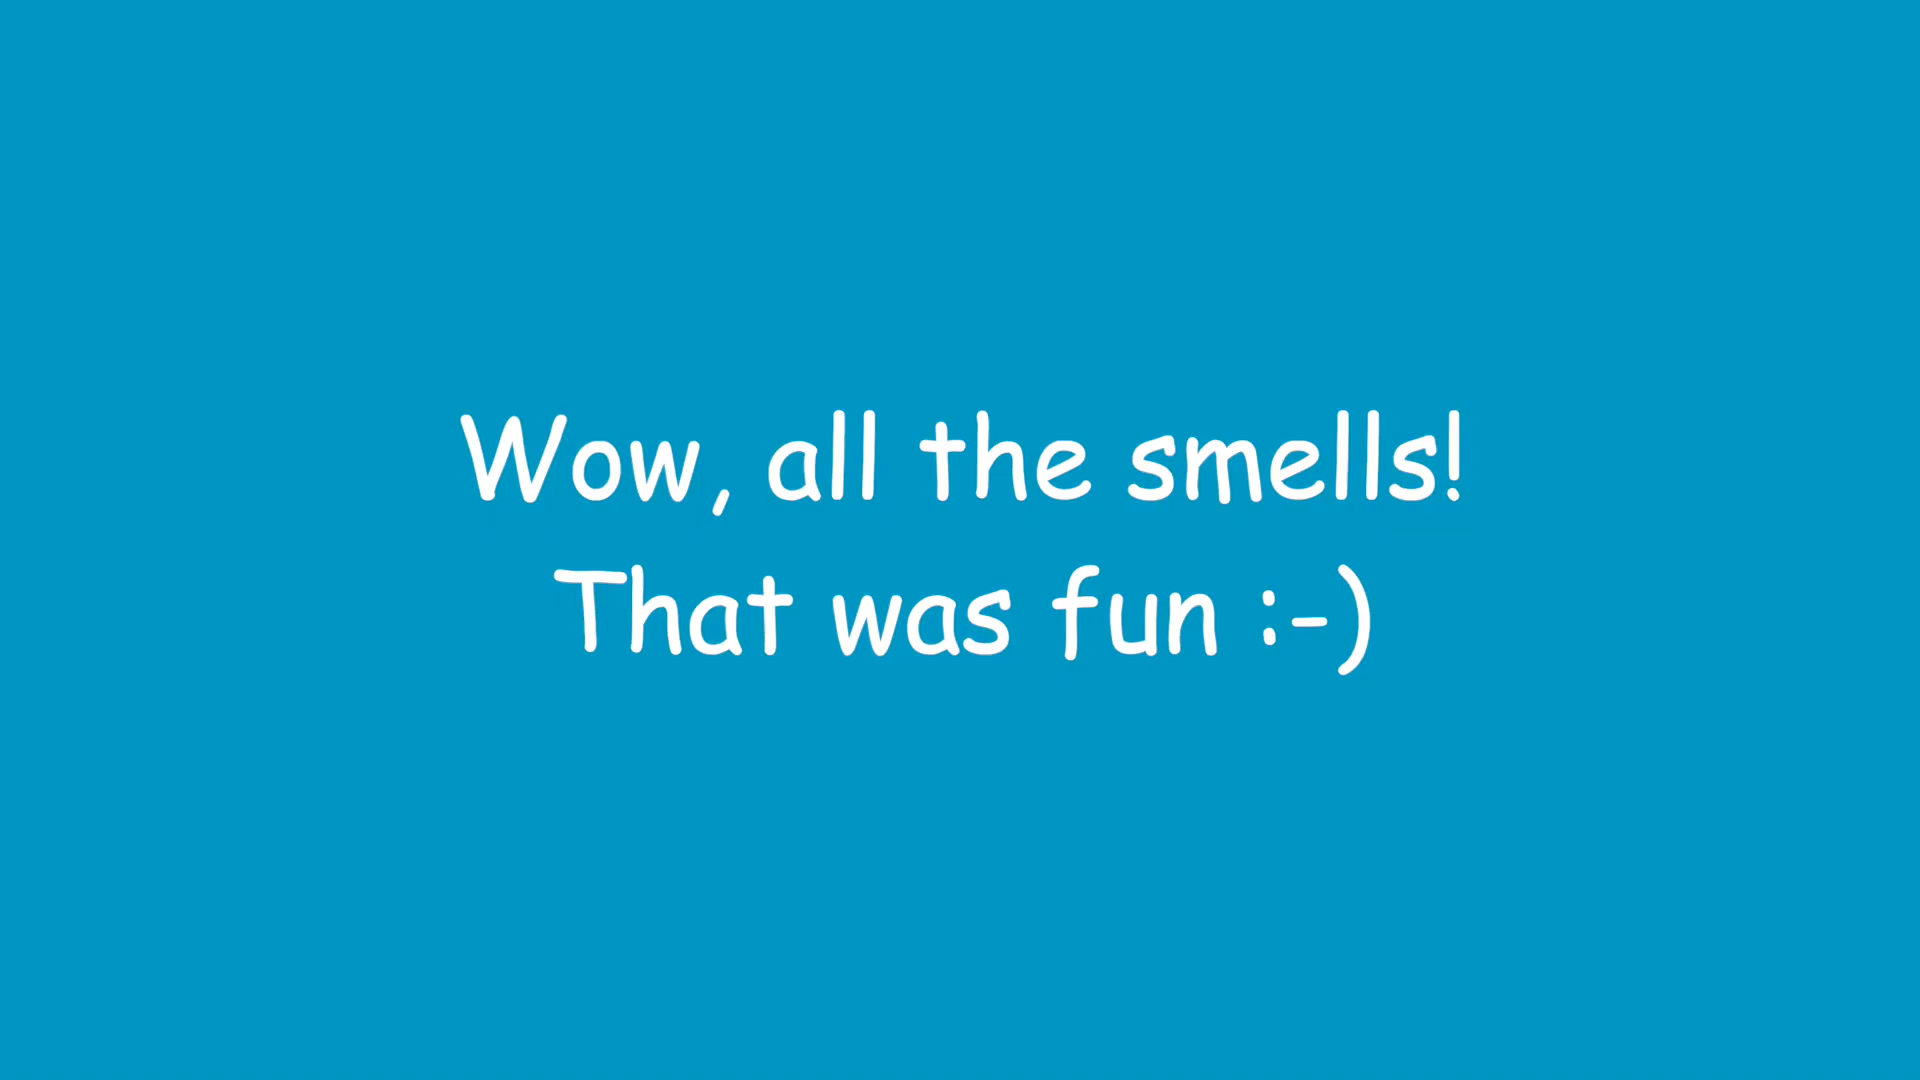 Wow, all the smells!
That was fun :-)